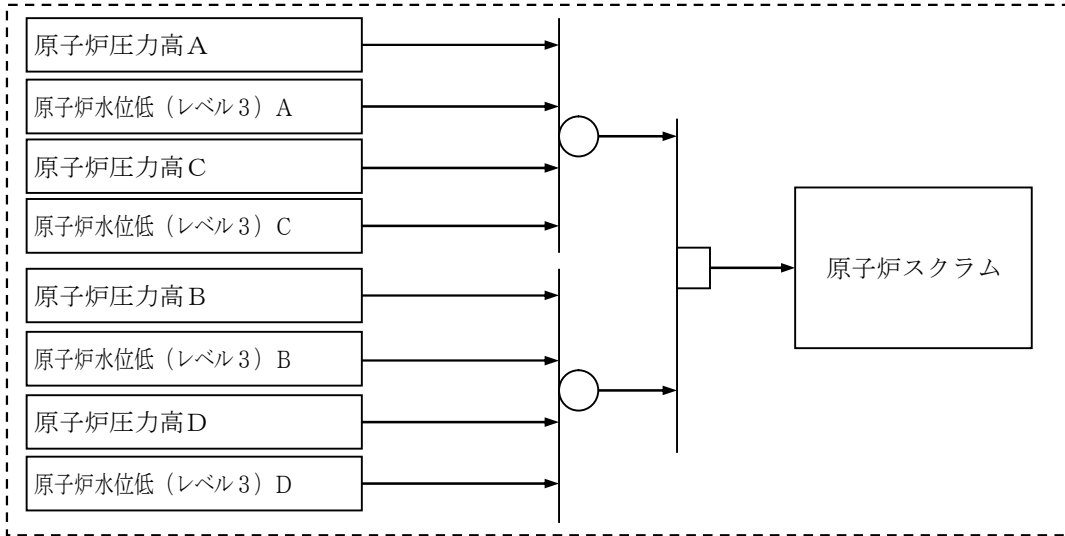 原子炉圧力高A
原子炉水位低（レベル3）A
原子炉圧力高C
原子炉水位低（レベル3）C
原子炉圧力高B
原子炉水位低（レベル3）B
原子炉圧力高D
原子炉水位低（レベル3）D
原子炉スクラム